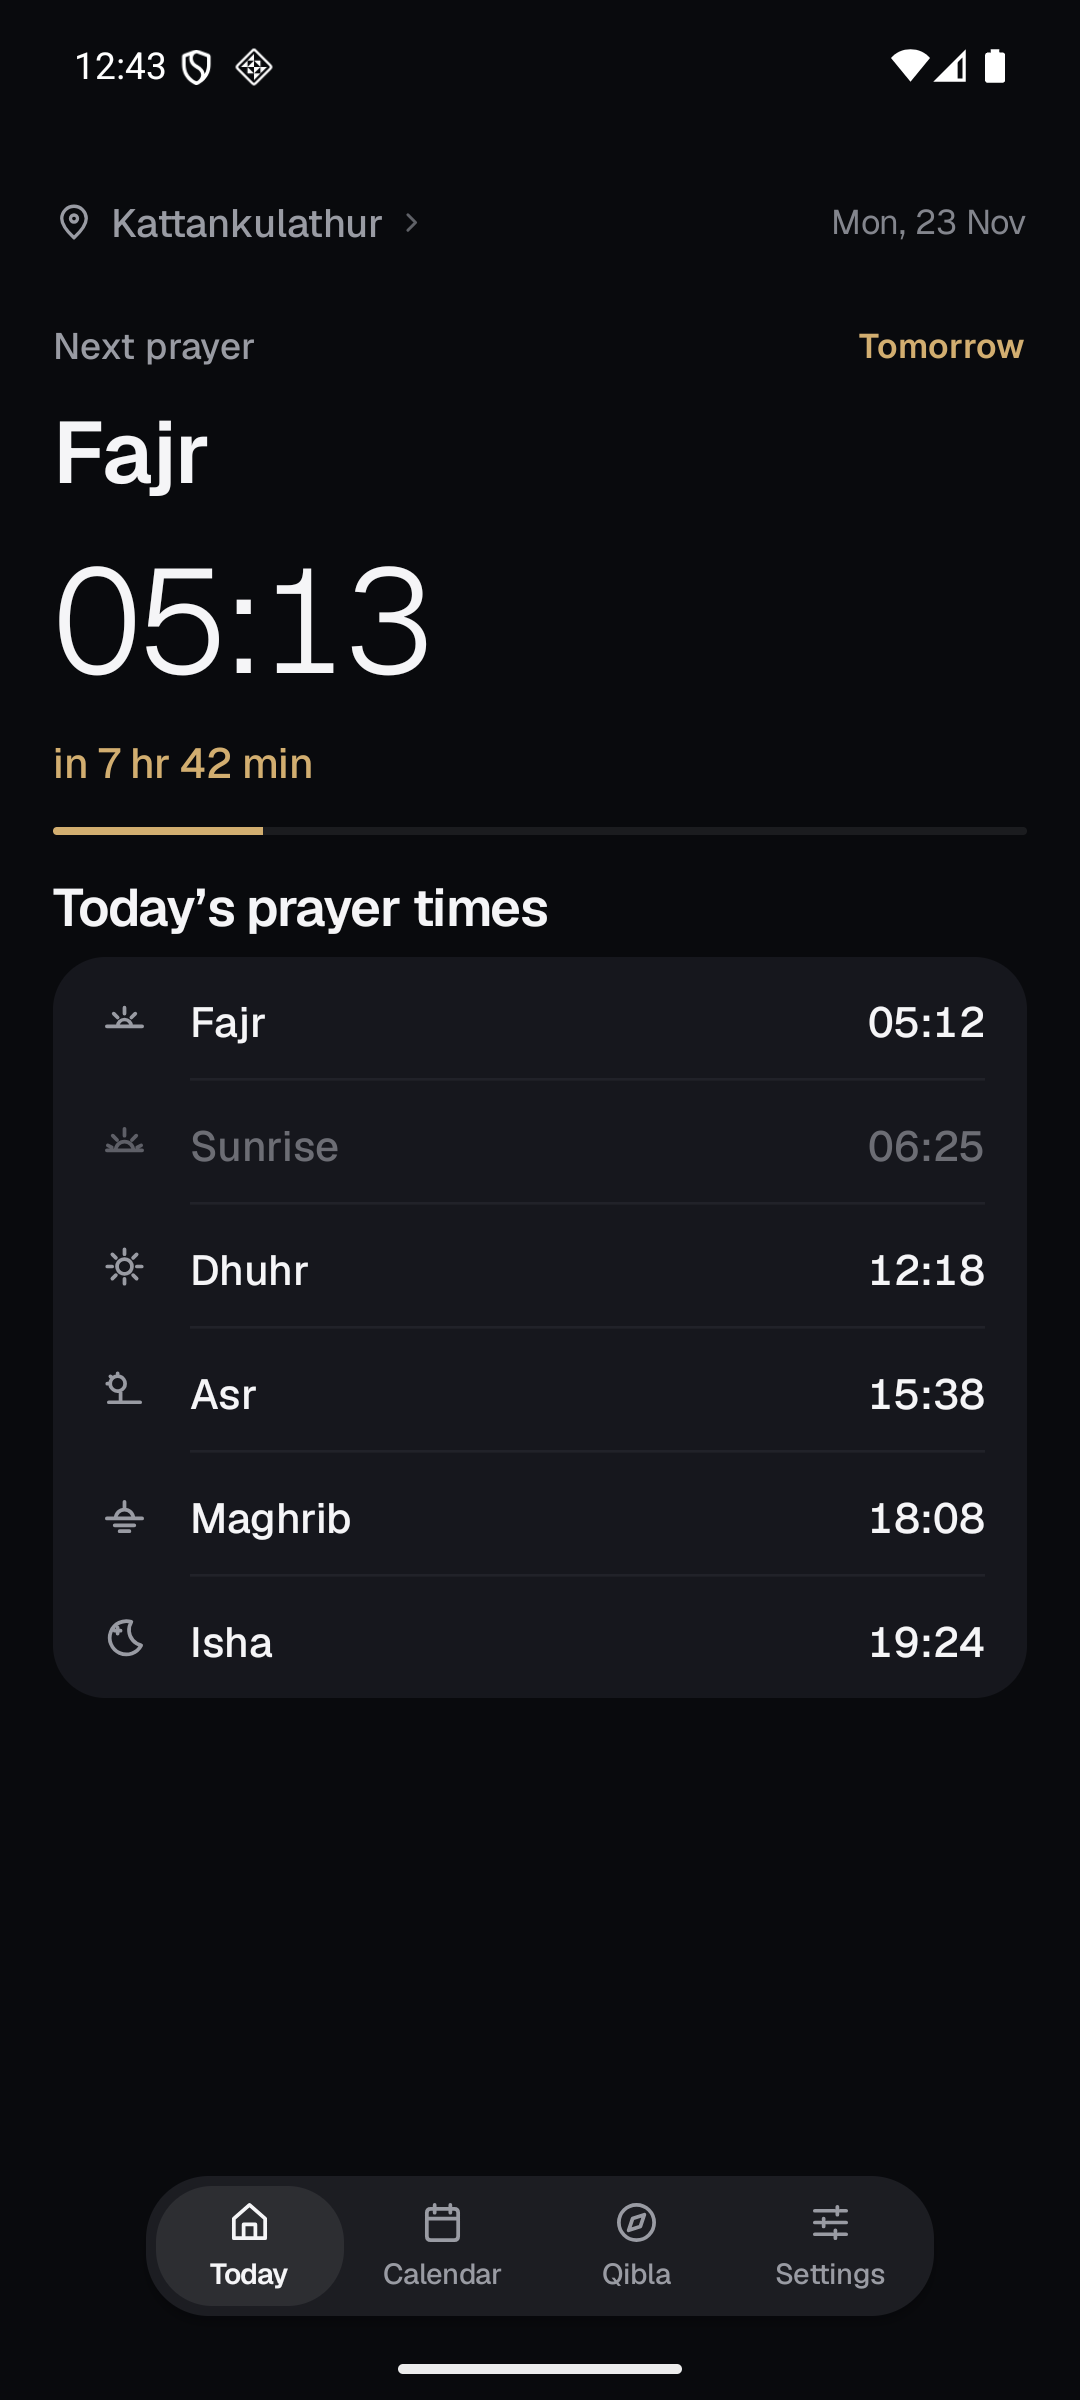 12:43
Kattankulathur
Mon, 23 Nov
Next prayer
Tomorrow
Fajr
05:13
in 7 hr 42 min
Today’s prayer times
Fajr 05:12
Sunrise 06:25
Dhuhr 12:18
Asr 15:38
Maghrib 18:08
Isha 19:24
Today Calendar Qibla Settings